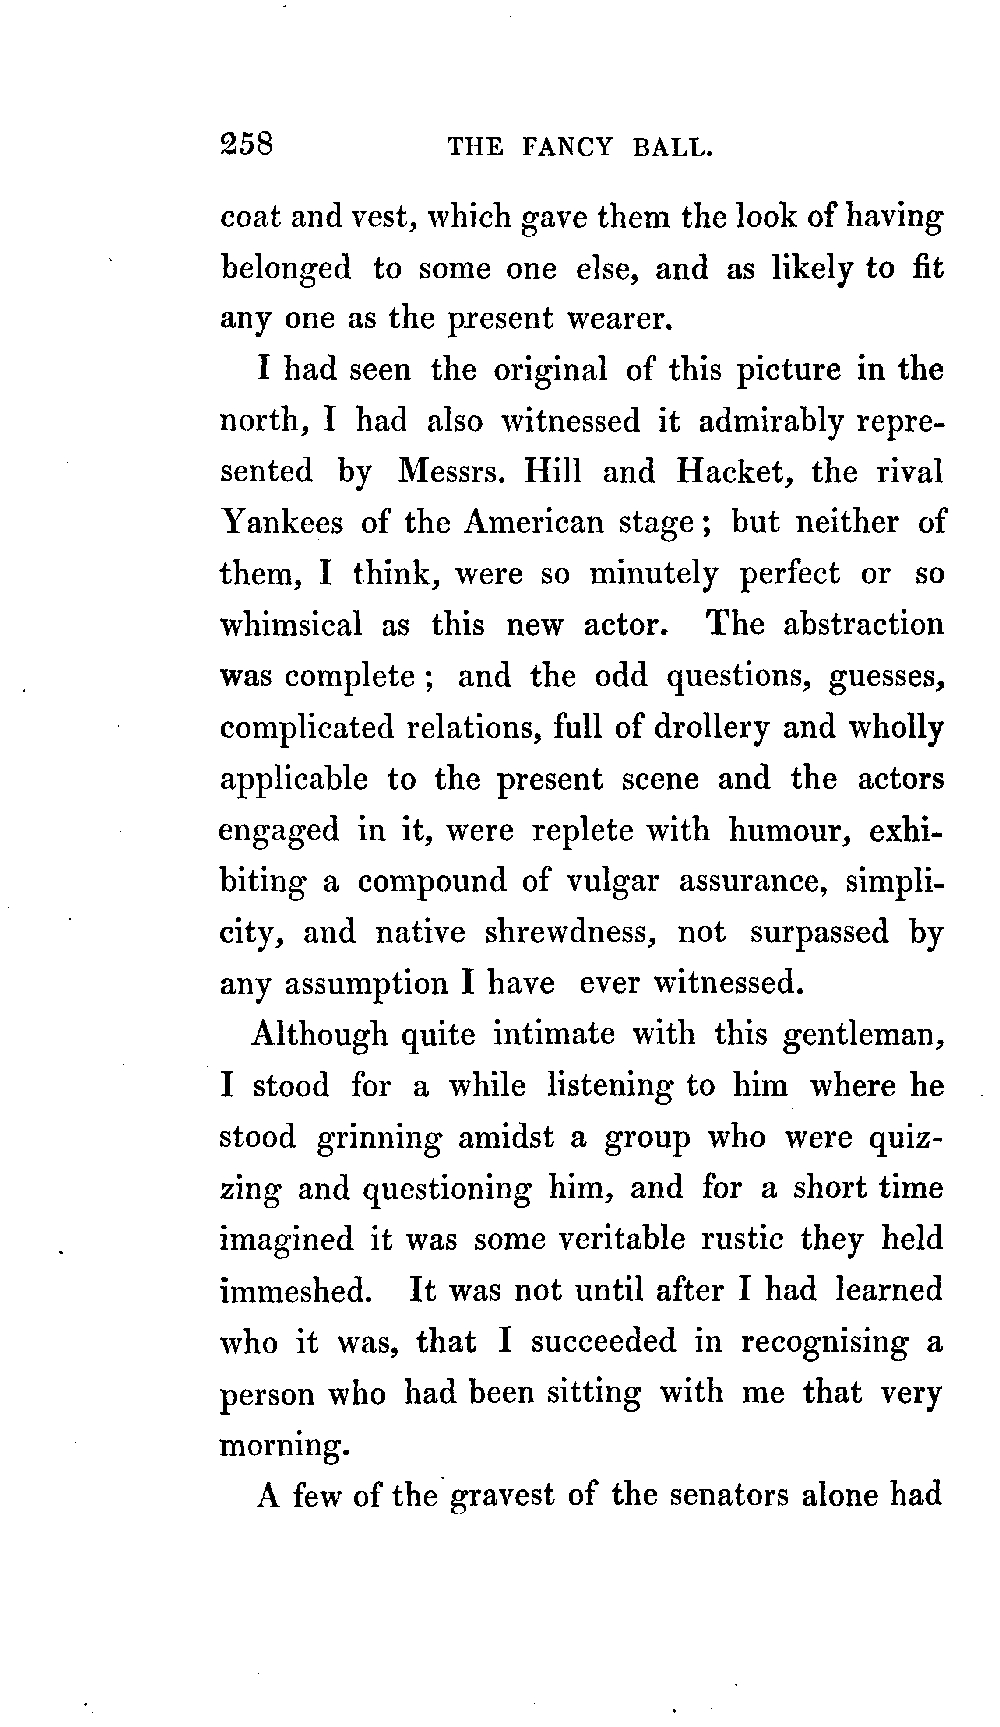 258 THE FANCY BALL.
coat and vest, which gave them the look of having
belonged to some one else, and as likely to fit
any one as the present wearer.
I had seen the original of this picture in the
north, I had also witnessed it admirably repre-
sented by Messrs. Hill and Hacket, the rival
Yankees of the American stage; but neither of
them, I think, were so minutely perfect or so
whimsical as this new actor. The abstraction
was complete; and the odd questions, guesses,
complicated relations, full of drollery and wholly
applicable to the present scene and the actors
engaged in it, were replete with humour, exhi-
biting a compound of vulgar assurance, simpli-
city, and native shrewdness, not surpassed by
any assumption I have ever witnessed.
Although quite intimate with this gentleman,
I stood for a while listening to him where he
stood grinning amidst a group who were quiz-
zing and questioning him, and for a short time
imagined it was some veritable rustic they held
immeshed. It was not until after I had learned
who it was, that I succeeded in recognising a
person who had been sitting with me that very
morning.
A few of the gravest of the senators alone had